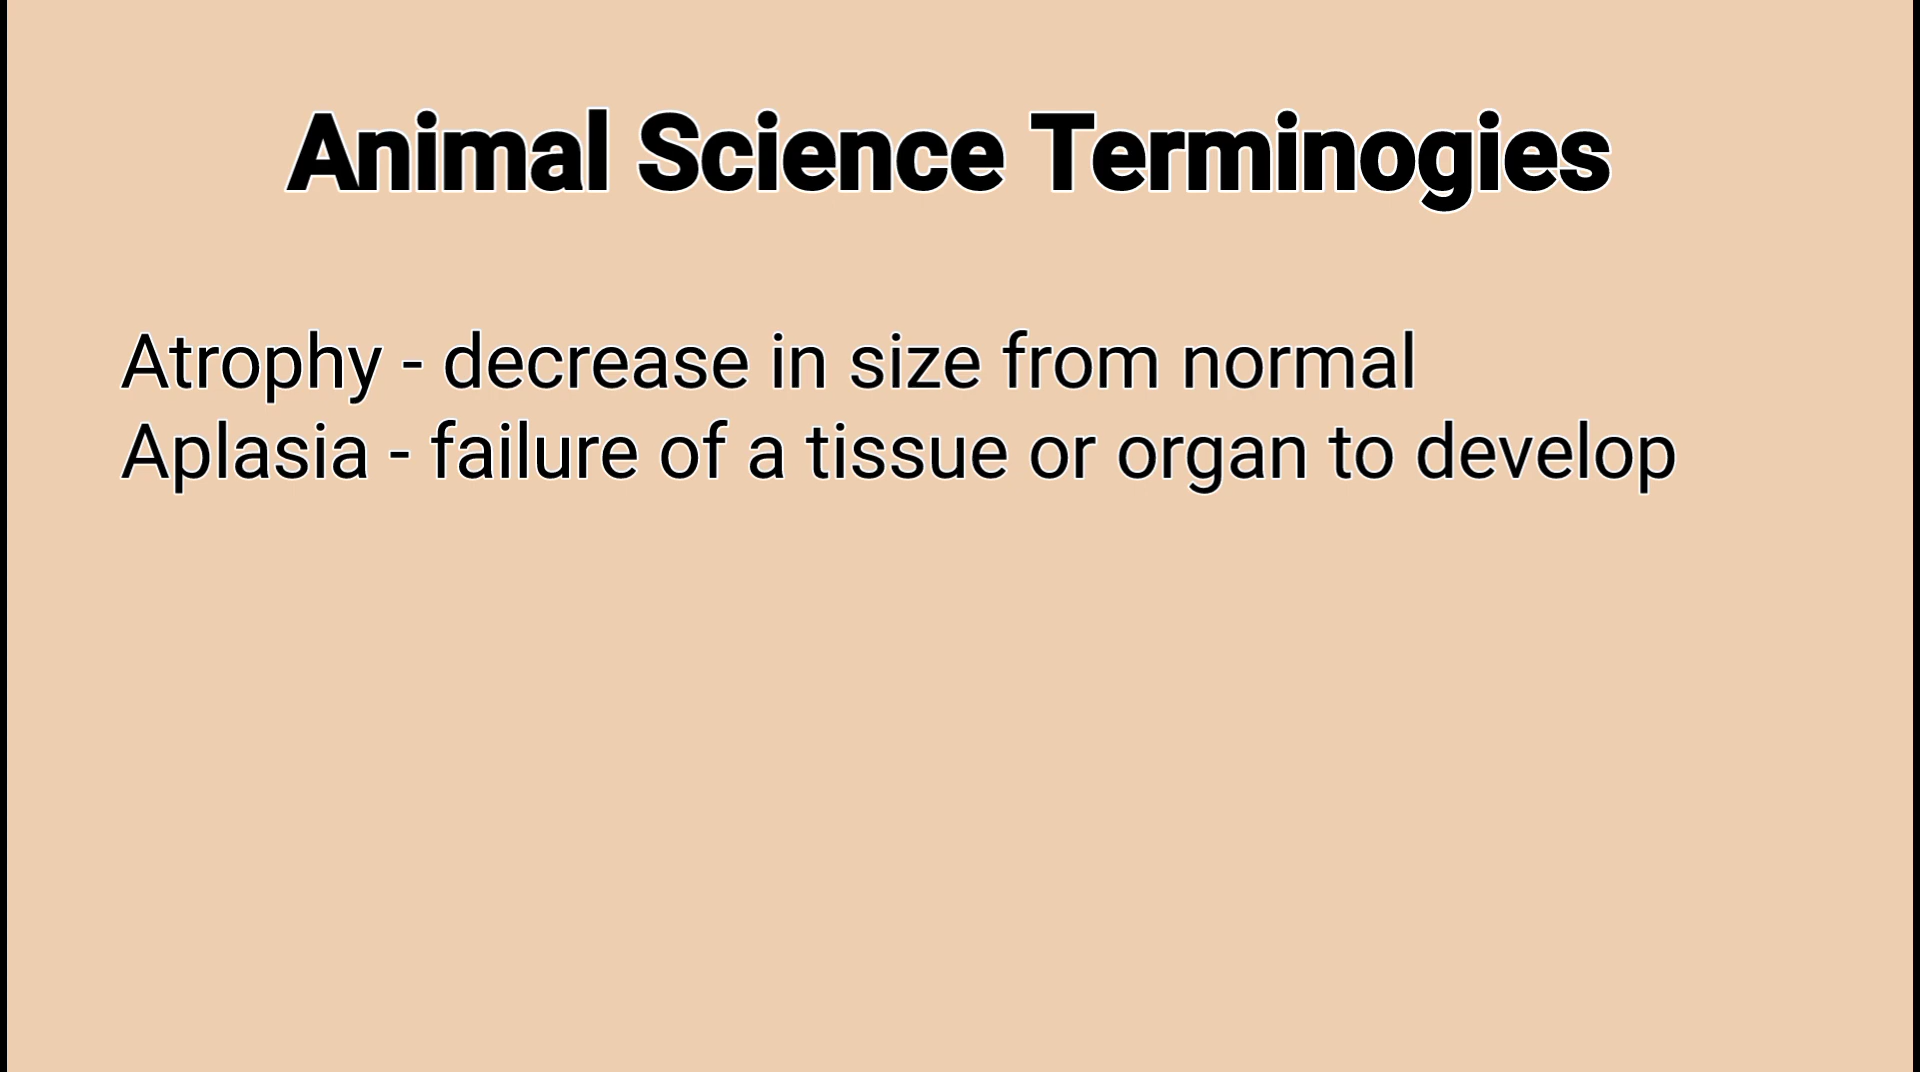 Animal Science Terminogies
Atrophy - decrease in size from normal
Aplasia - failure of a tissue or organ to develop